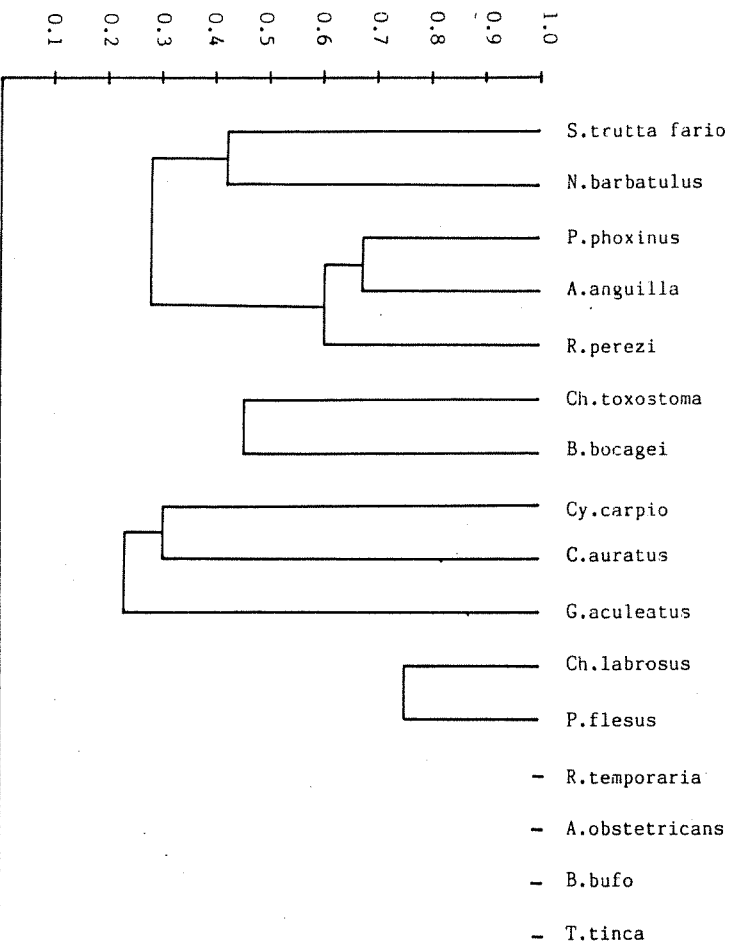 0.1 0.2 0.3 0.4 0.5 0.6 0.7 0.8 0.9 1.0
S.trutta fario
N.barbatulus
P.phoxinus
A.anguilla
R.perezi
Ch.toxostoma
B.bocagei
Cy.carpio
C.auratus
G.aculeatus
Ch.labrosus
P.flesus
R.temporaria
A.obstetricans
B.bufo
T.tinca